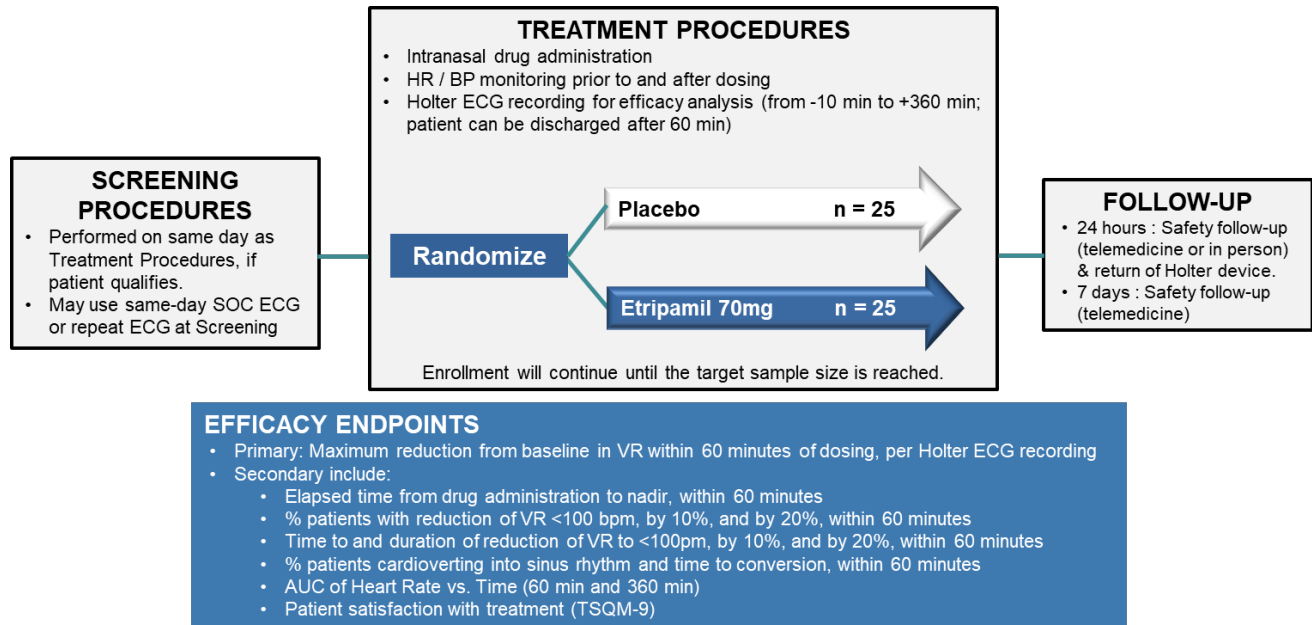 TREATMENT PROCEDURES
• Intranasal drug administration
• HR / BP monitoring prior to and after dosing
• Holter ECG recording for efficacy analysis (from -10 min to +360 min;
patient can be discharged after 60 min)
SCREENING
PROCEDURES
• Performed on same day as
Treatment Procedures, if
patient qualifies.
• May use same-day SOC ECG
or repeat ECG at Screening
Randomize
Placebo n = 25
Etripamil 70mg n = 25
Enrollment will continue until the target sample size is reached.
FOLLOW-UP
• 24 hours : Safety follow-up
(telemedicine or in person)
& return of Holter device.
• 7 days : Safety follow-up
(telemedicine)
EFFICACY ENDPOINTS
• Primary: Maximum reduction from baseline in VR within 60 minutes of dosing, per Holter ECG recording
• Secondary include:
• Elapsed time from drug administration to nadir, within 60 minutes
• % patients with reduction of VR <100 bpm, by 10%, and by 20%, within 60 minutes
• Time to and duration of reduction of VR to <100pm, by 10%, and by 20%, within 60 minutes
• % patients cardioverting into sinus rhythm and time to conversion, within 60 minutes
• AUC of Heart Rate vs. Time (60 min and 360 min)
• Patient satisfaction with treatment (TSQM-9)